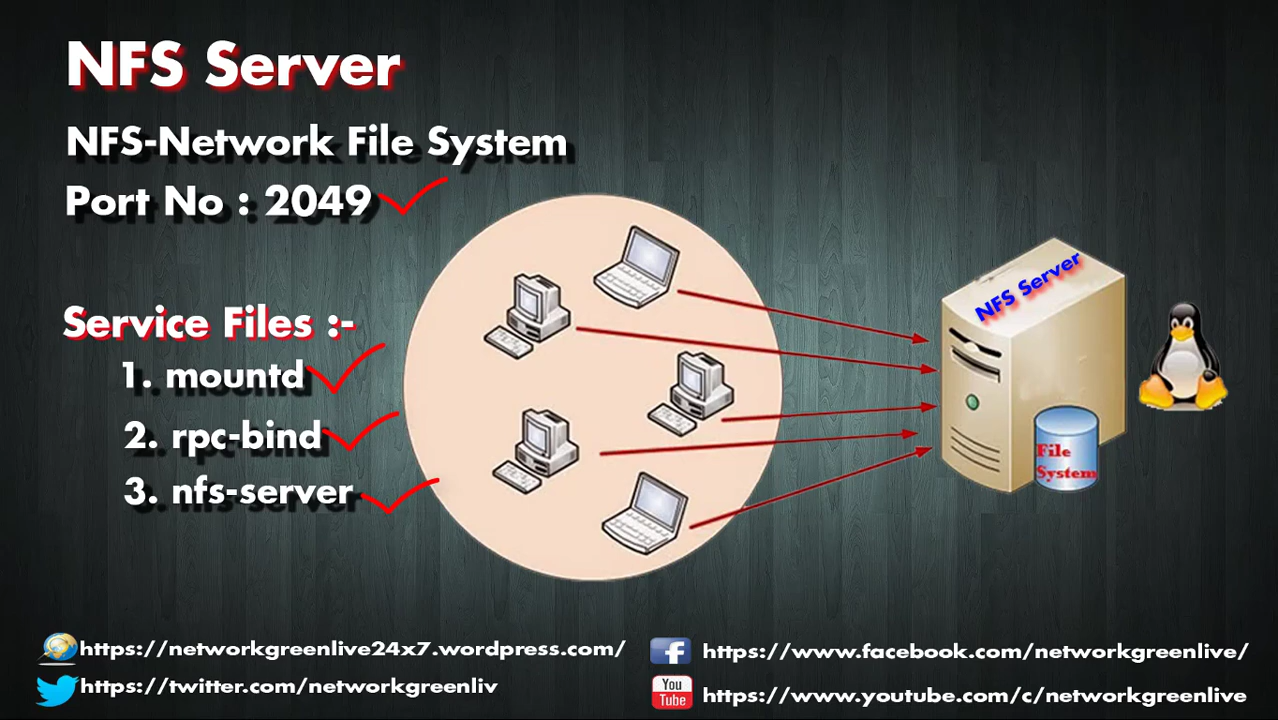 NFS Server
NFS-Network File System
Port No : 2049
Service Files :-
1. mountd
2. rpc-bind
3. nfs-server
NFS Server
File
System
https://networkgreenlive24x7.wordpress.com/
https://twitter.com/networkgreenliv
f https://www.facebook.com/networkgreenlive/
You
Tube
https://www.youtube.com/c/networkgreenlive